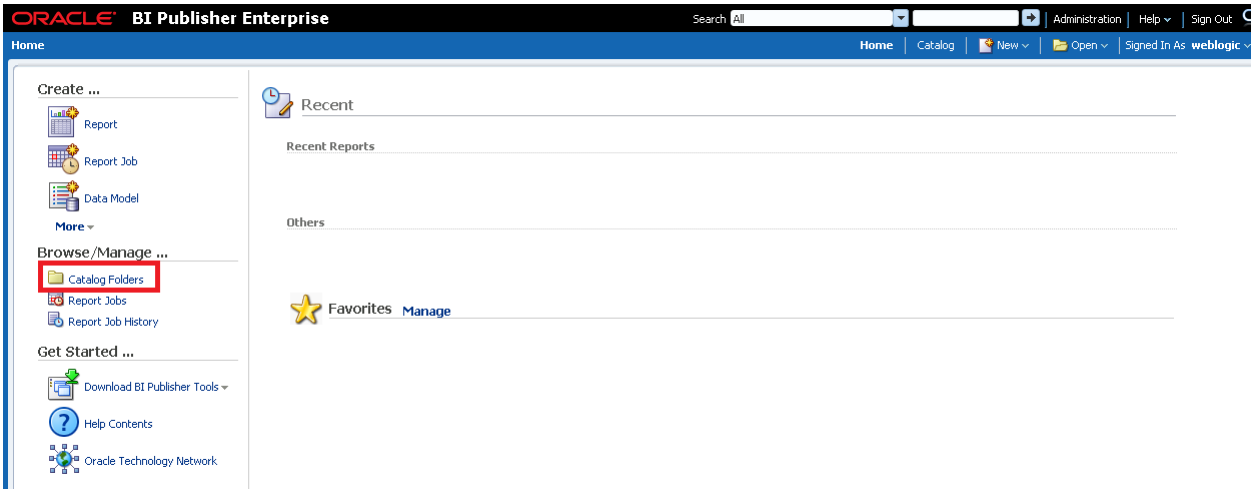 ORACLE BI Publisher Enterprise Search All Administration Help Sign Out
Home Home Catalog New Open Signed In As weblogic
Create ...
Report
Report Job
Data Model
More
Browse/Manage ...
Catalog Folders
Report Jobs
Report Job History
Get Started ...
Download BI Publisher Tools
Help Contents
Oracle Technology Network
Recent
Recent Reports
Others
Favorites Manage